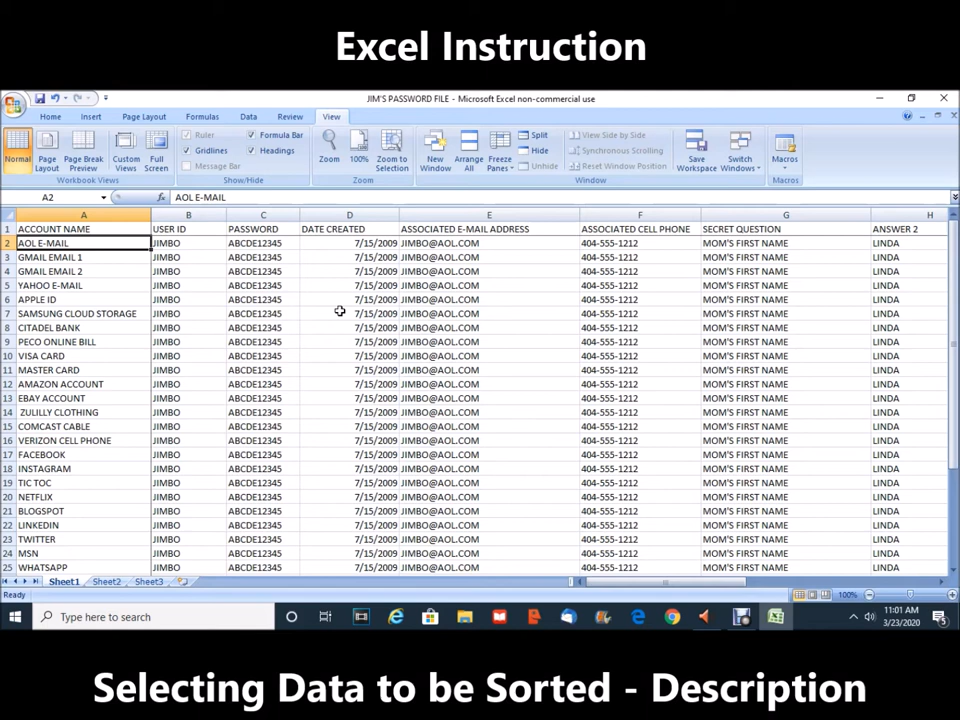 Excel Instruction
JIM'S PASSWORD FILE - Microsoft Excel non-commercial use
Home Insert Page Layout Formulas Data Review View
Normal Page Layout Page Break Preview Custom Views Full Screen
Ruler Formula Bar
Gridlines Headings
Message Bar
Zoom 100% Zoom to Selection
New Window Arrange All Freeze Panes
Split
Hide
Unhide
View Side by Side
Synchronous Scrolling
Reset Window Position
Save Workspace Switch Windows Macros
Workbook Views Show/Hide Zoom Window Macros
A2 fx AOL E-MAIL
A B C D E F G H
1 ACCOUNT NAME USER ID PASSWORD DATE CREATED ASSOCIATED E-MAIL ADDRESS ASSOCIATED CELL PHONE SECRET QUESTION ANSWER 2
2 AOL E-MAIL JIMBO ABCDE12345 7/15/2009 JIMBO@AOL.COM 404-555-1212 MOM'S FIRST NAME LINDA
3 GMAIL EMAIL 1 JIMBO ABCDE12345 7/15/2009 JIMBO@AOL.COM 404-555-1212 MOM'S FIRST NAME LINDA
4 GMAIL EMAIL 2 JIMBO ABCDE12345 7/15/2009 JIMBO@AOL.COM 404-555-1212 MOM'S FIRST NAME LINDA
5 YAHOO E-MAIL JIMBO ABCDE12345 7/15/2009 JIMBO@AOL.COM 404-555-1212 MOM'S FIRST NAME LINDA
6 APPLE ID JIMBO ABCDE12345 7/15/2009 JIMBO@AOL.COM 404-555-1212 MOM'S FIRST NAME LINDA
7 SAMSUNG CLOUD STORAGE JIMBO ABCDE12345 7/15/2009 JIMBO@AOL.COM 404-555-1212 MOM'S FIRST NAME LINDA
8 CITADEL BANK JIMBO ABCDE12345 7/15/2009 JIMBO@AOL.COM 404-555-1212 MOM'S FIRST NAME LINDA
9 PECO ONLINE BILL JIMBO ABCDE12345 7/15/2009 JIMBO@AOL.COM 404-555-1212 MOM'S FIRST NAME LINDA
10 VISA CARD JIMBO ABCDE12345 7/15/2009 JIMBO@AOL.COM 404-555-1212 MOM'S FIRST NAME LINDA
11 MASTER CARD JIMBO ABCDE12345 7/15/2009 JIMBO@AOL.COM 404-555-1212 MOM'S FIRST NAME LINDA
12 AMAZON ACCOUNT JIMBO ABCDE12345 7/15/2009 JIMBO@AOL.COM 404-555-1212 MOM'S FIRST NAME LINDA
13 EBAY ACCOUNT JIMBO ABCDE12345 7/15/2009 JIMBO@AOL.COM 404-555-1212 MOM'S FIRST NAME LINDA
14 ZULILLY CLOTHING JIMBO ABCDE12345 7/15/2009 JIMBO@AOL.COM 404-555-1212 MOM'S FIRST NAME LINDA
15 COMCAST CABLE JIMBO ABCDE12345 7/15/2009 JIMBO@AOL.COM 404-555-1212 MOM'S FIRST NAME LINDA
16 VERIZON CELL PHONE JIMBO ABCDE12345 7/15/2009 JIMBO@AOL.COM 404-555-1212 MOM'S FIRST NAME LINDA
17 FACEBOOK JIMBO ABCDE12345 7/15/2009 JIMBO@AOL.COM 404-555-1212 MOM'S FIRST NAME LINDA
18 INSTAGRAM JIMBO ABCDE12345 7/15/2009 JIMBO@AOL.COM 404-555-1212 MOM'S FIRST NAME LINDA
19 TIC TOC JIMBO ABCDE12345 7/15/2009 JIMBO@AOL.COM 404-555-1212 MOM'S FIRST NAME LINDA
20 NETFLIX JIMBO ABCDE12345 7/15/2009 JIMBO@AOL.COM 404-555-1212 MOM'S FIRST NAME LINDA
21 BLOGSPOT JIMBO ABCDE12345 7/15/2009 JIMBO@AOL.COM 404-555-1212 MOM'S FIRST NAME LINDA
22 LINKEDIN JIMBO ABCDE12345 7/15/2009 JIMBO@AOL.COM 404-555-1212 MOM'S FIRST NAME LINDA
23 TWITTER JIMBO ABCDE12345 7/15/2009 JIMBO@AOL.COM 404-555-1212 MOM'S FIRST NAME LINDA
24 MSN JIMBO ABCDE12345 7/15/2009 JIMBO@AOL.COM 404-555-1212 MOM'S FIRST NAME LINDA
25 WHATSAPP JIMBO ABCDE12345 7/15/2009 JIMBO@AOL.COM 404-555-1212 MOM'S FIRST NAME LINDA
Sheet1 Sheet2 Sheet3
Ready 100%
Type here to search
11:01 AM
3/23/2020
5
Selecting Data to be Sorted - Description